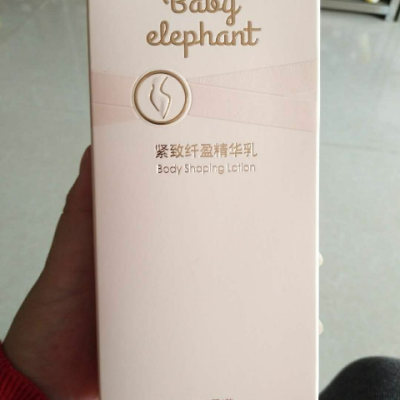 Baby
elephant
紧致纤盈精华乳
Body Shaping Lotion